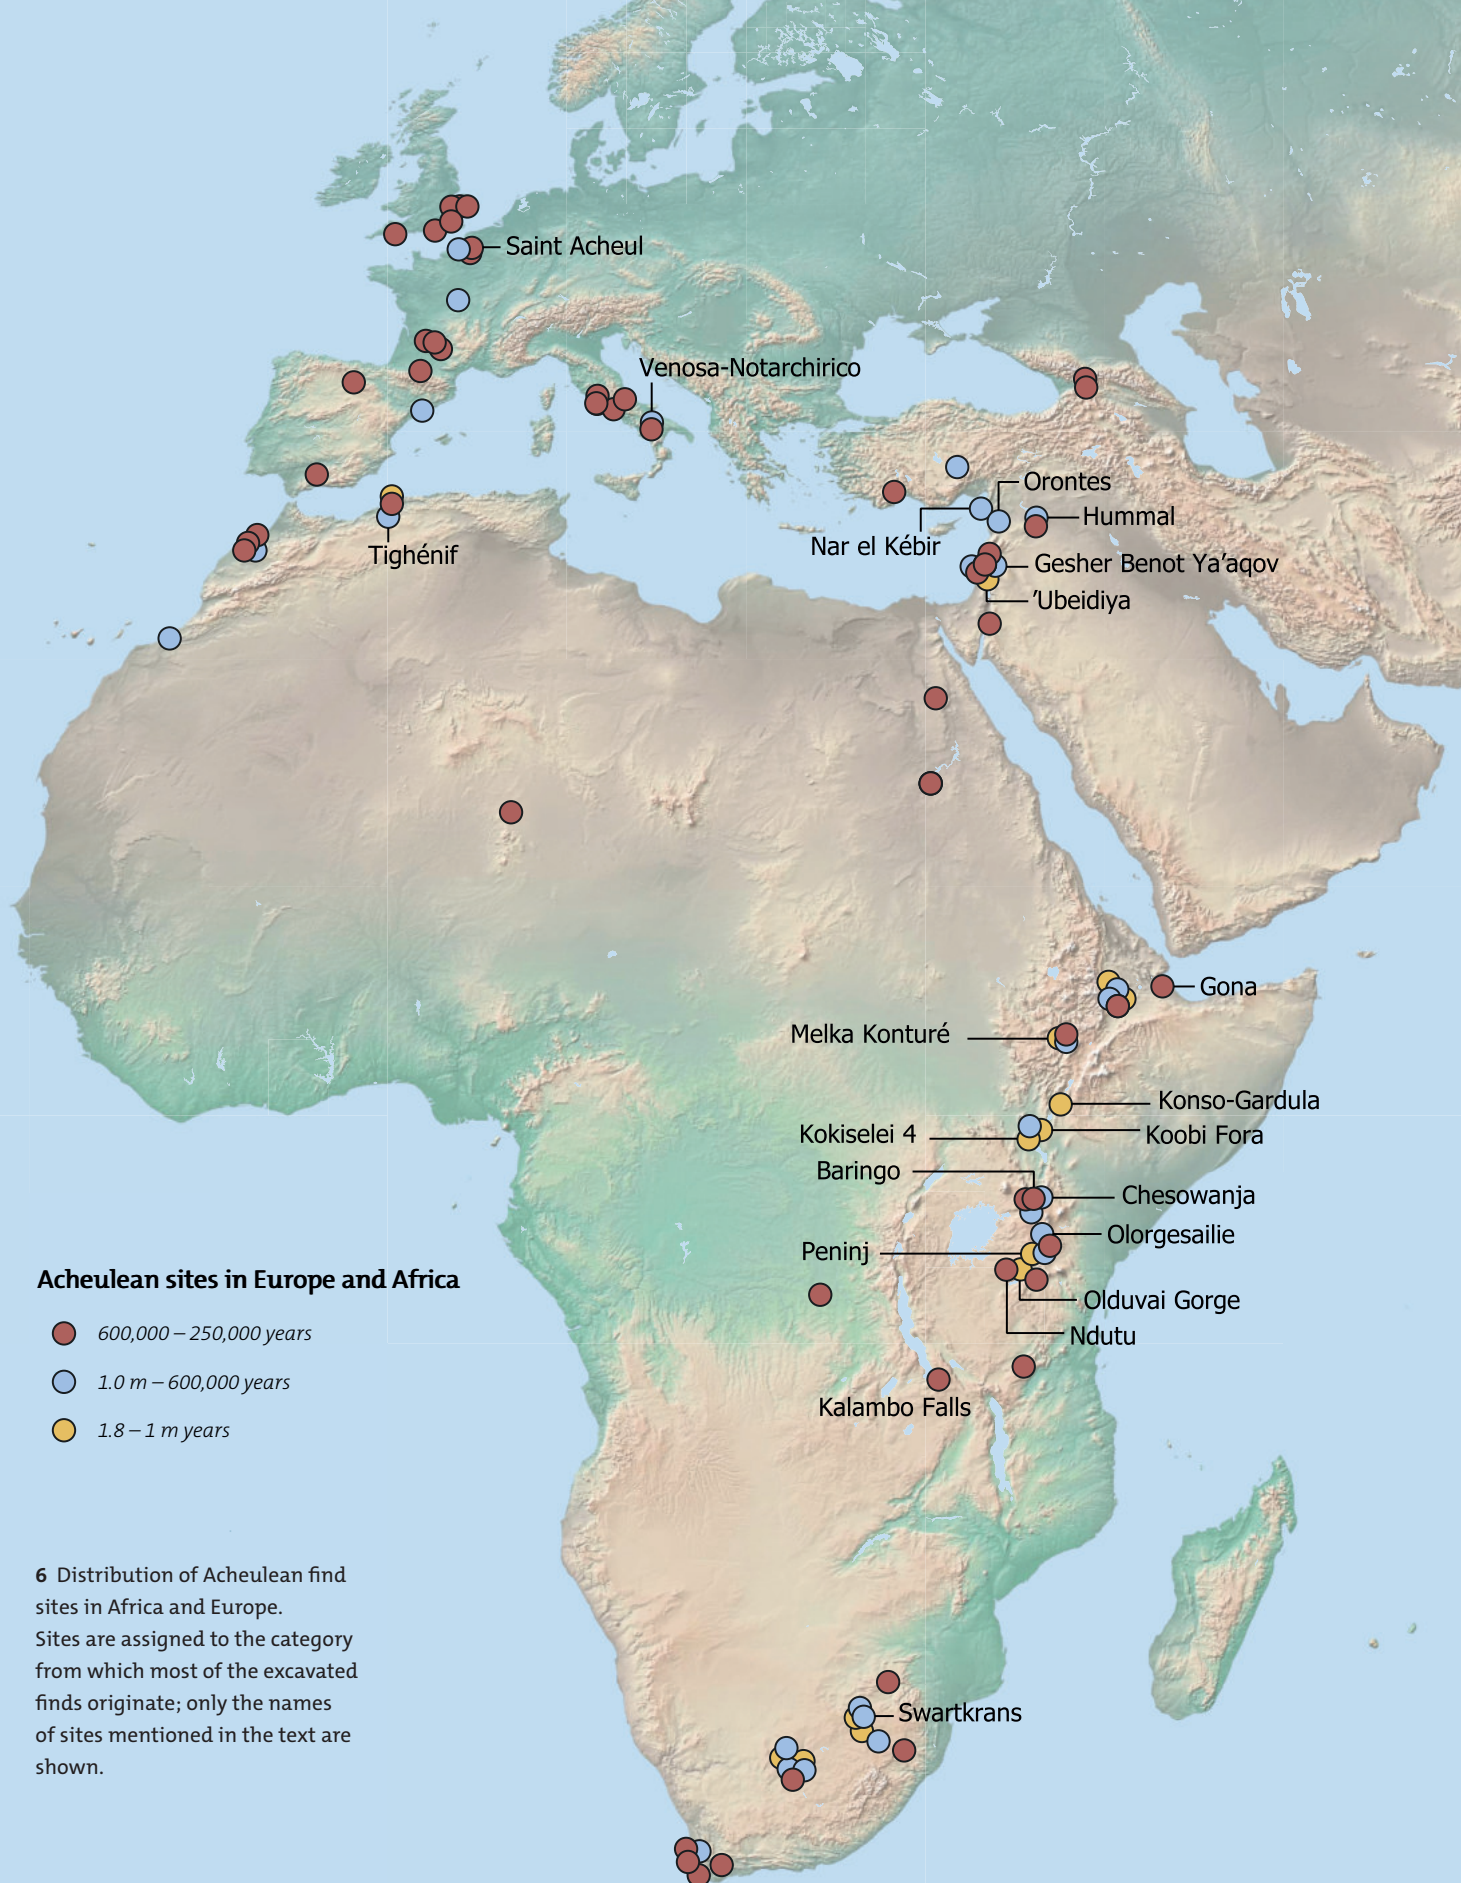 Saint Acheul
Venosa-Notarchirico
Orontes
Hummal
Nar el Kébir
Tighénif
Gesher Benot Ya’aqov
’Ubeidiya
Gona
Melka Konturé
Konso-Gardula
Kokiselei 4
Koobi Fora
Baringo
Chesowanja
Olorgesailie
Peninj
Olduvai Gorge
Ndutu
Kalambo Falls
Swartkrans
Acheulean sites in Europe and Africa
600,000 – 250,000 years
1.0 m – 600,000 years
1.8 – 1 m years
6 Distribution of Acheulean find
sites in Africa and Europe.
Sites are assigned to the category
from which most of the excavated
finds originate; only the names
of sites mentioned in the text are
shown.